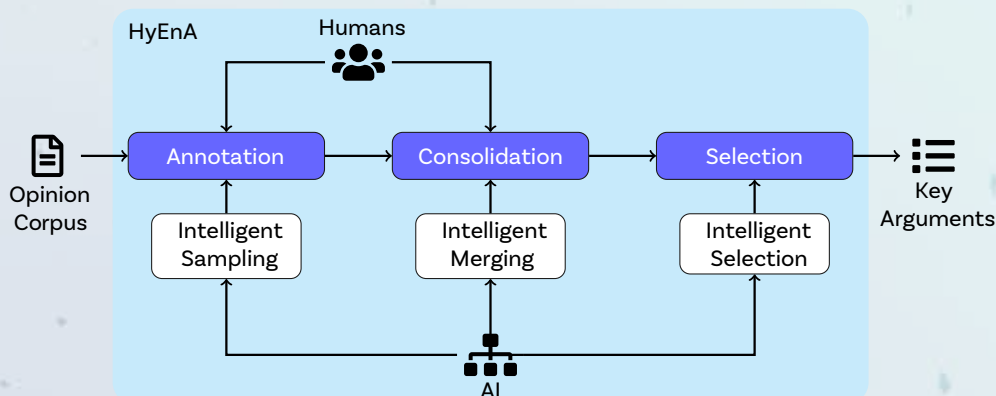 HyEnA
Humans
Annotation
Consolidation
Selection
Opinion
Corpus
Key
Arguments
Intelligent
Sampling
Intelligent
Merging
Intelligent
Selection
AI